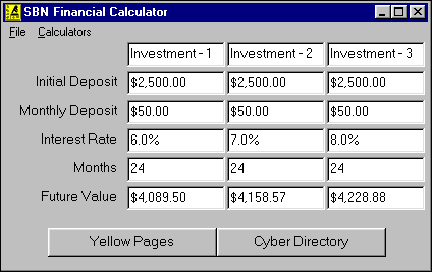 SBN Financial Calculator
File Calculators
Investment - 1 Investment - 2 Investment - 3
Initial Deposit $2,500.00 $2,500.00 $2,500.00
Monthly Deposit $50.00 $50.00 $50.00
Interest Rate 6.0% 7.0% 8.0%
Months 24 24 24
Future Value $4,089.50 $4,158.57 $4,228.88
Yellow Pages Cyber Directory